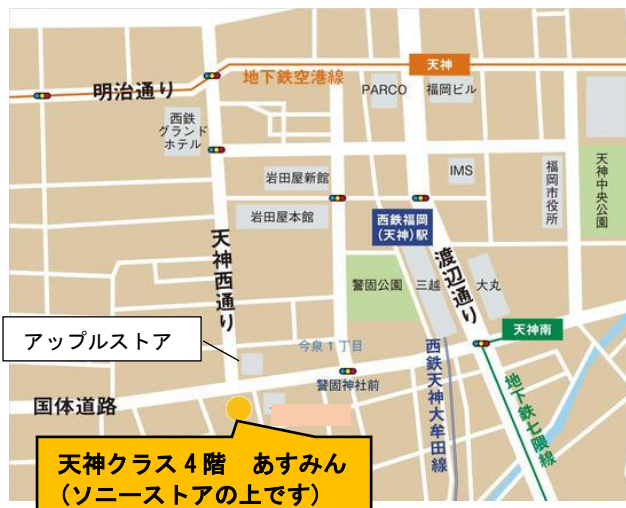 天神
明治通り
地下鉄空港線
PARCO
福岡ビル
西鉄
グランド
ホテル
岩田屋新館
IMS
福岡市役所
天神中央公園
岩田屋本館
西鉄福岡
(天神)駅
天神西通り
渡辺通り
警固公園
三越
大丸
天神南
アップルストア
今泉1丁目
警固神社前
西鉄天神大牟田線
地下鉄七隈線
国体道路
天神クラス4階　あすみん
(ソニーストアの上です)